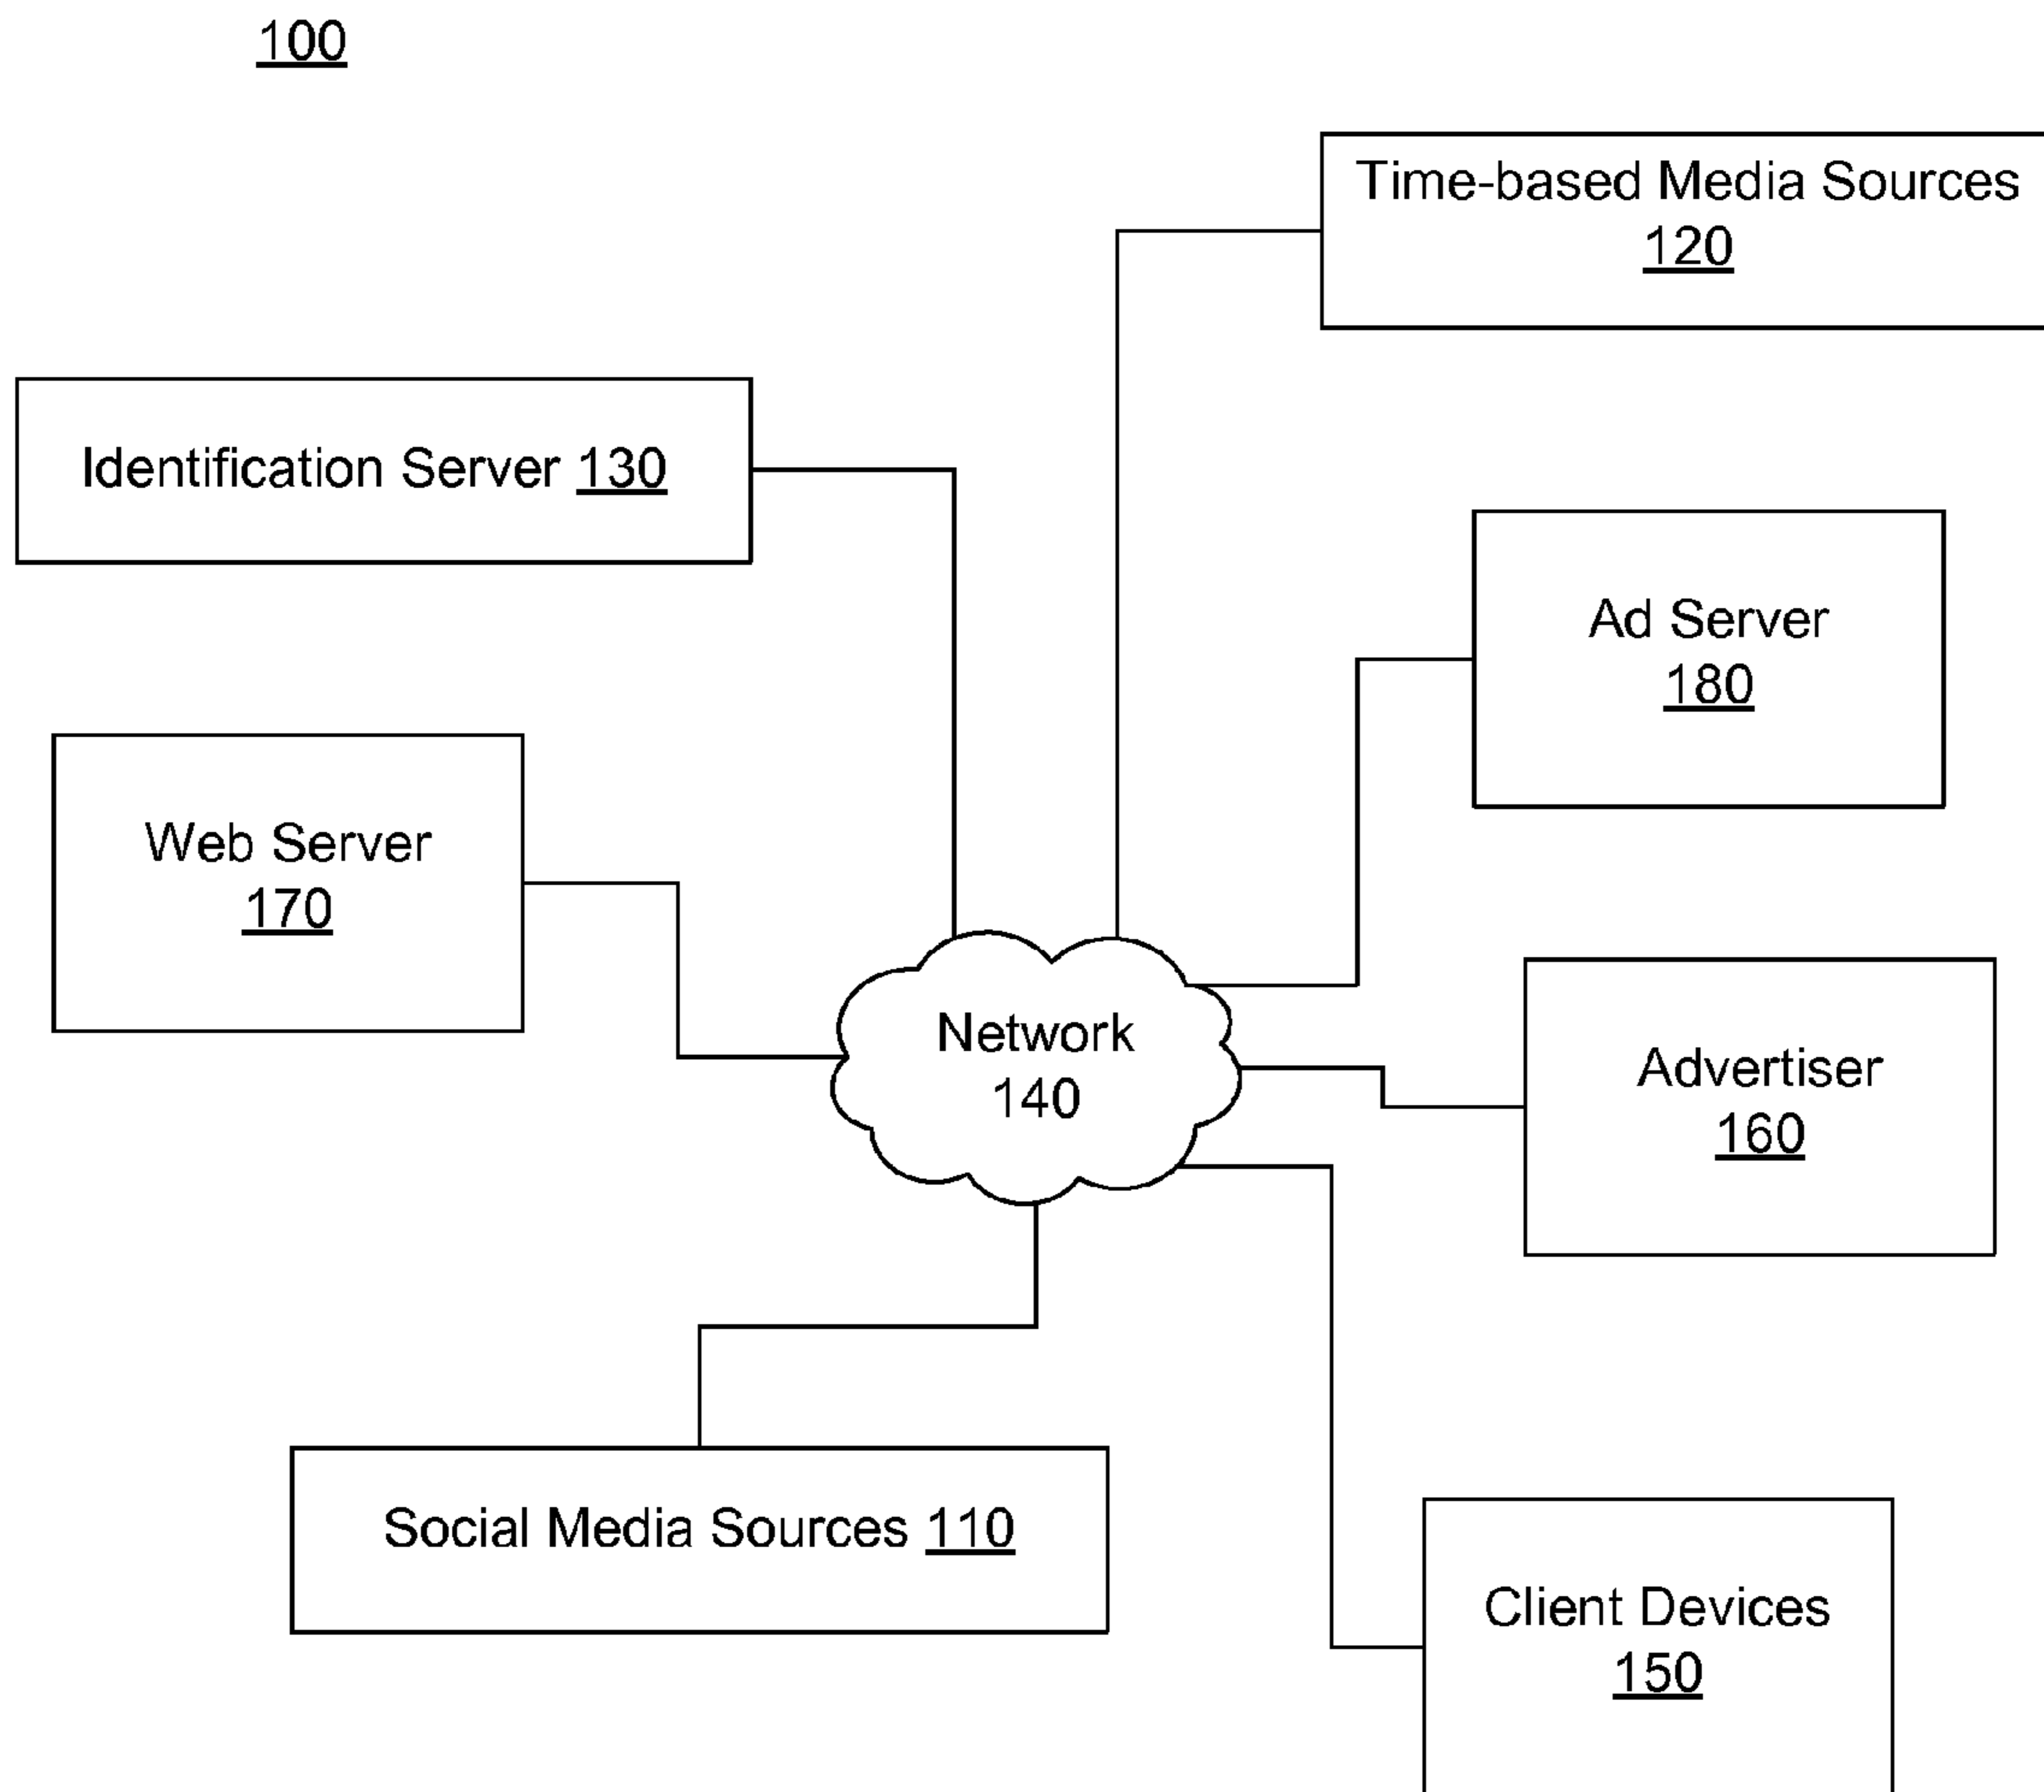 100
Time-based Media Sources
120
Identification Server 130
Ad Server
180
Web Server
170
Network
140
Advertiser
160
Social Media Sources 110
Client Devices
150